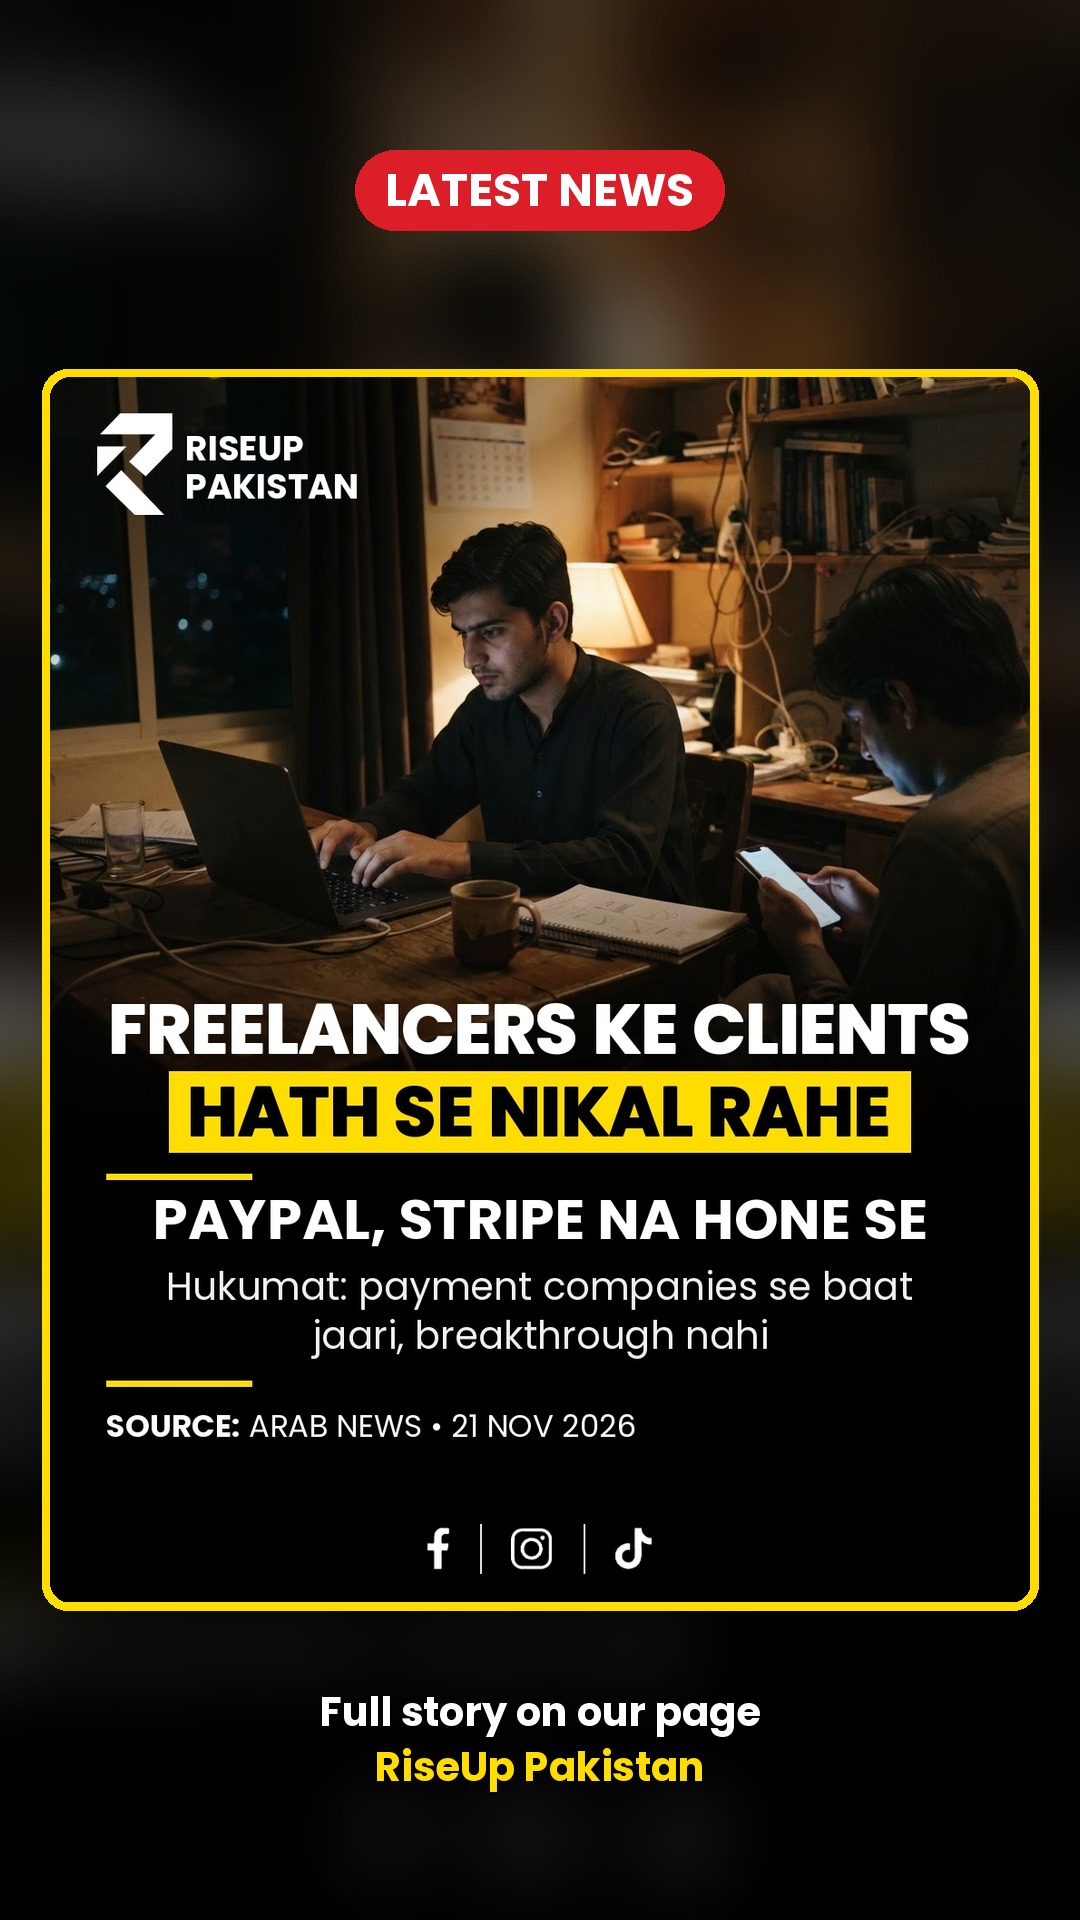 LATEST NEWS
RISEUP
PAKISTAN
FREELANCERS KE CLIENTS
HATH SE NIKAL RAHE
PAYPAL, STRIPE NA HONE SE
Hukumat: payment companies se baat
jaari, breakthrough nahi
SOURCE: ARAB NEWS • 21 NOV 2026
Full story on our page
RiseUp Pakistan